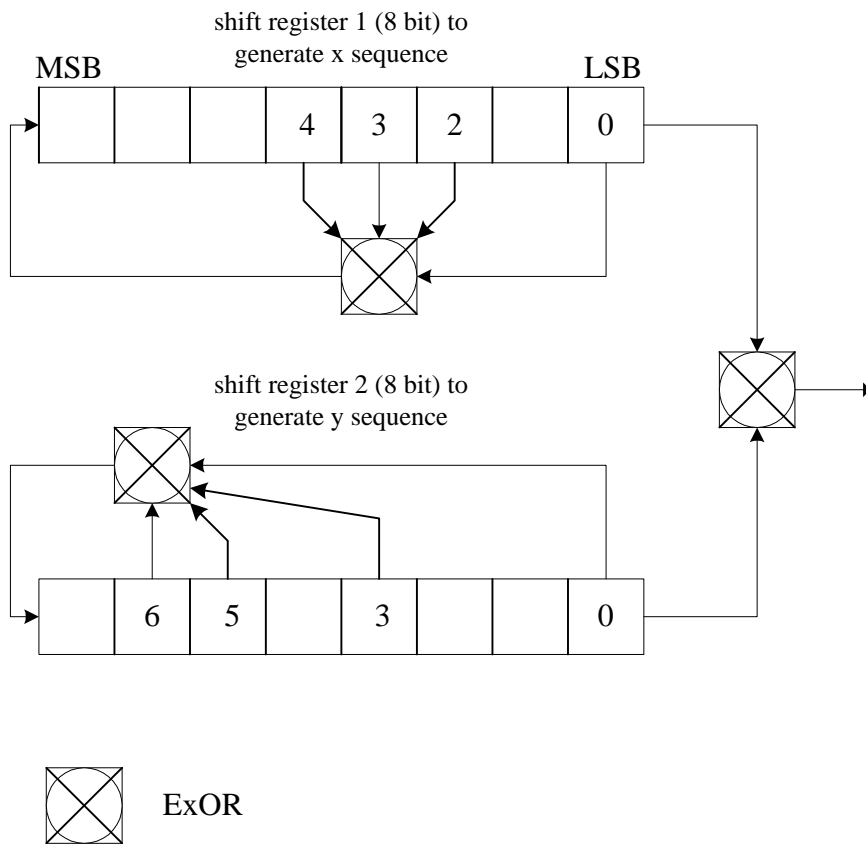 shift register 1 (8 bit) to
generate x sequence
MSB LSB
4 3 2 0
shift register 2 (8 bit) to
generate y sequence
6 5 3 0
ExOR